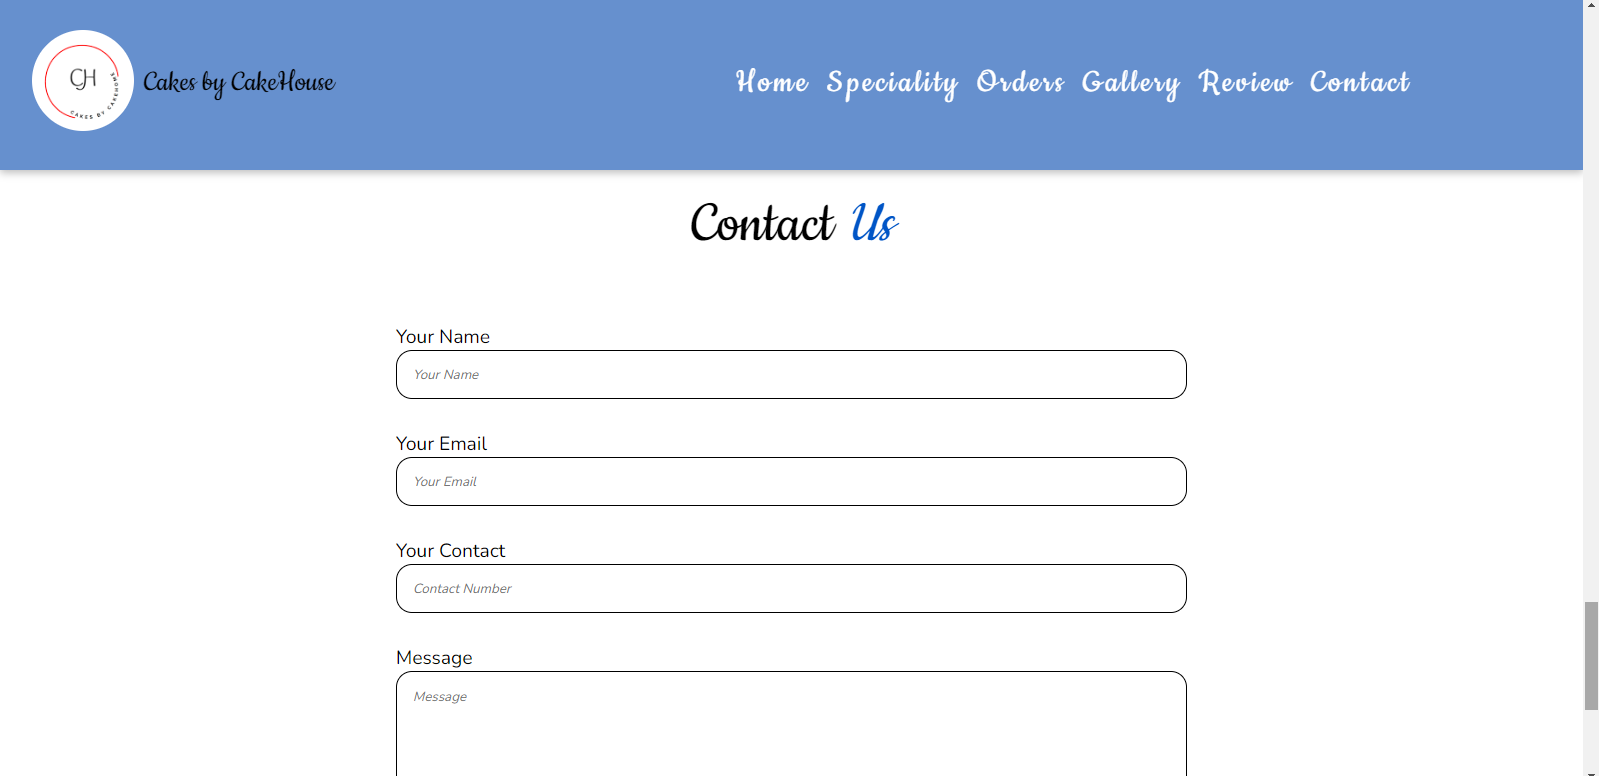 CH
CAKES BY CAKEHOME
Cakes by CakeHouse
Home Speciality Orders Gallery Review Contact
Contact Us
Your Name
Your Name
Your Email
Your Email
Your Contact
Contact Number
Message
Message